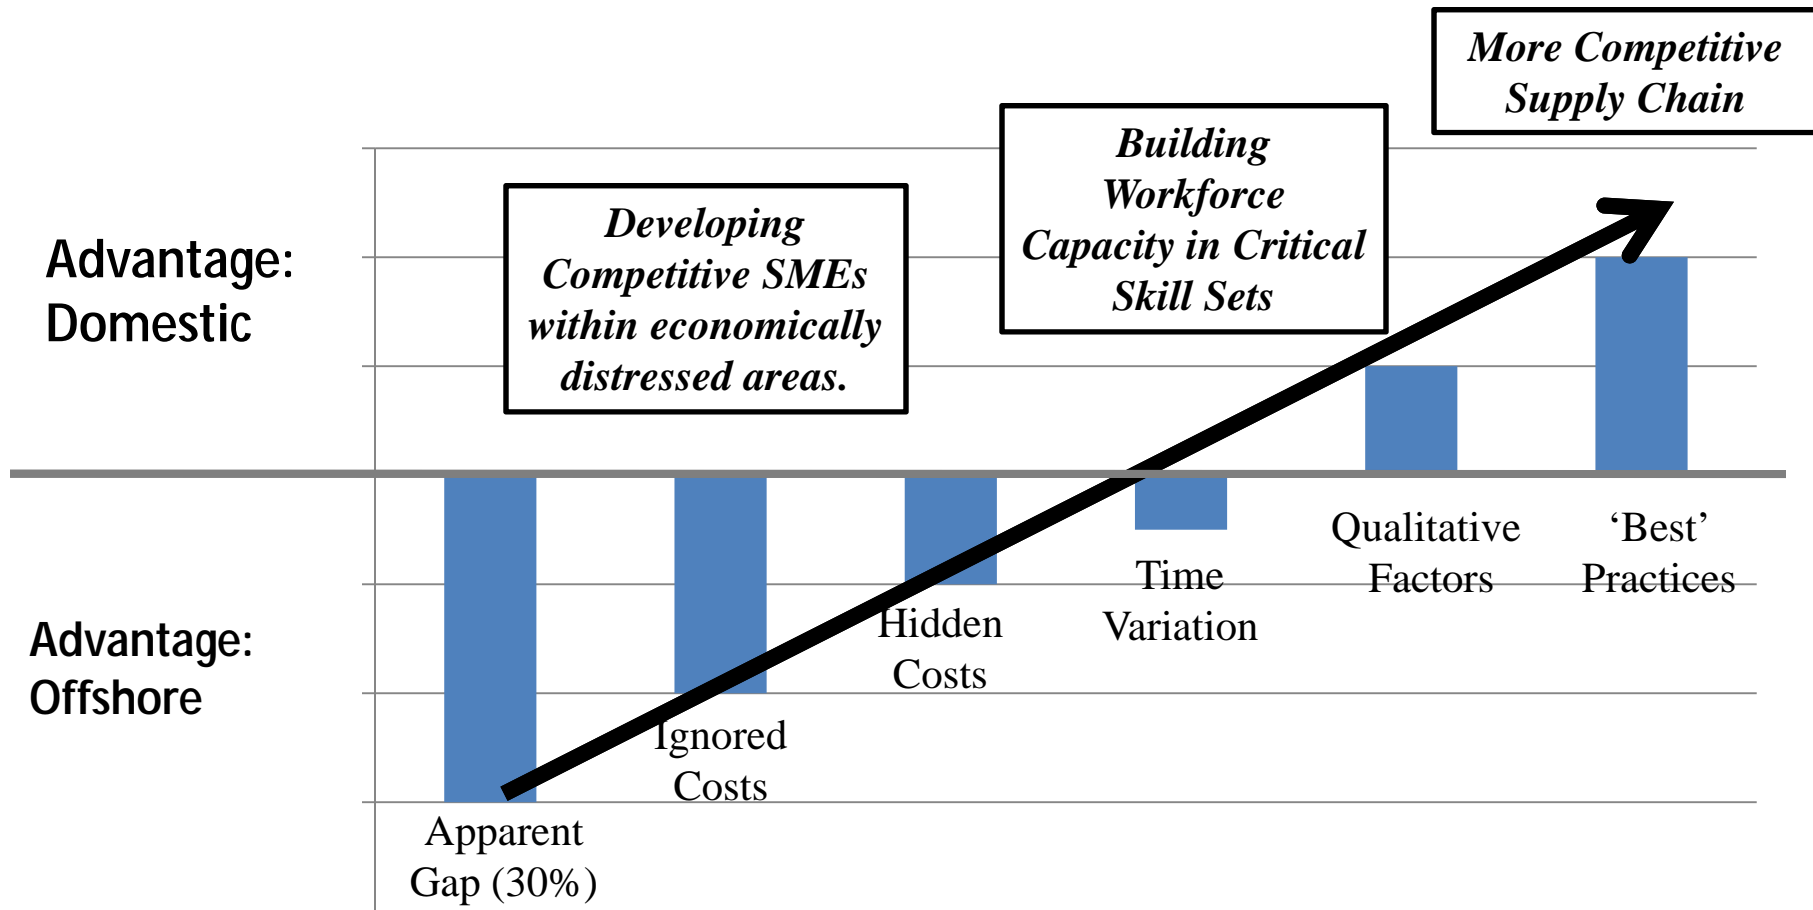 More Competitive
Supply Chain
Building
Workforce
Capacity in Critical
Skill Sets
Developing
Competitive SMEs
within economically
distressed areas.
Advantage:
Domestic
Advantage:
Offshore
Apparent
Gap (30%)
Ignored
Costs
Hidden
Costs
Time
Variation
Qualitative
Factors
‘Best’
Practices